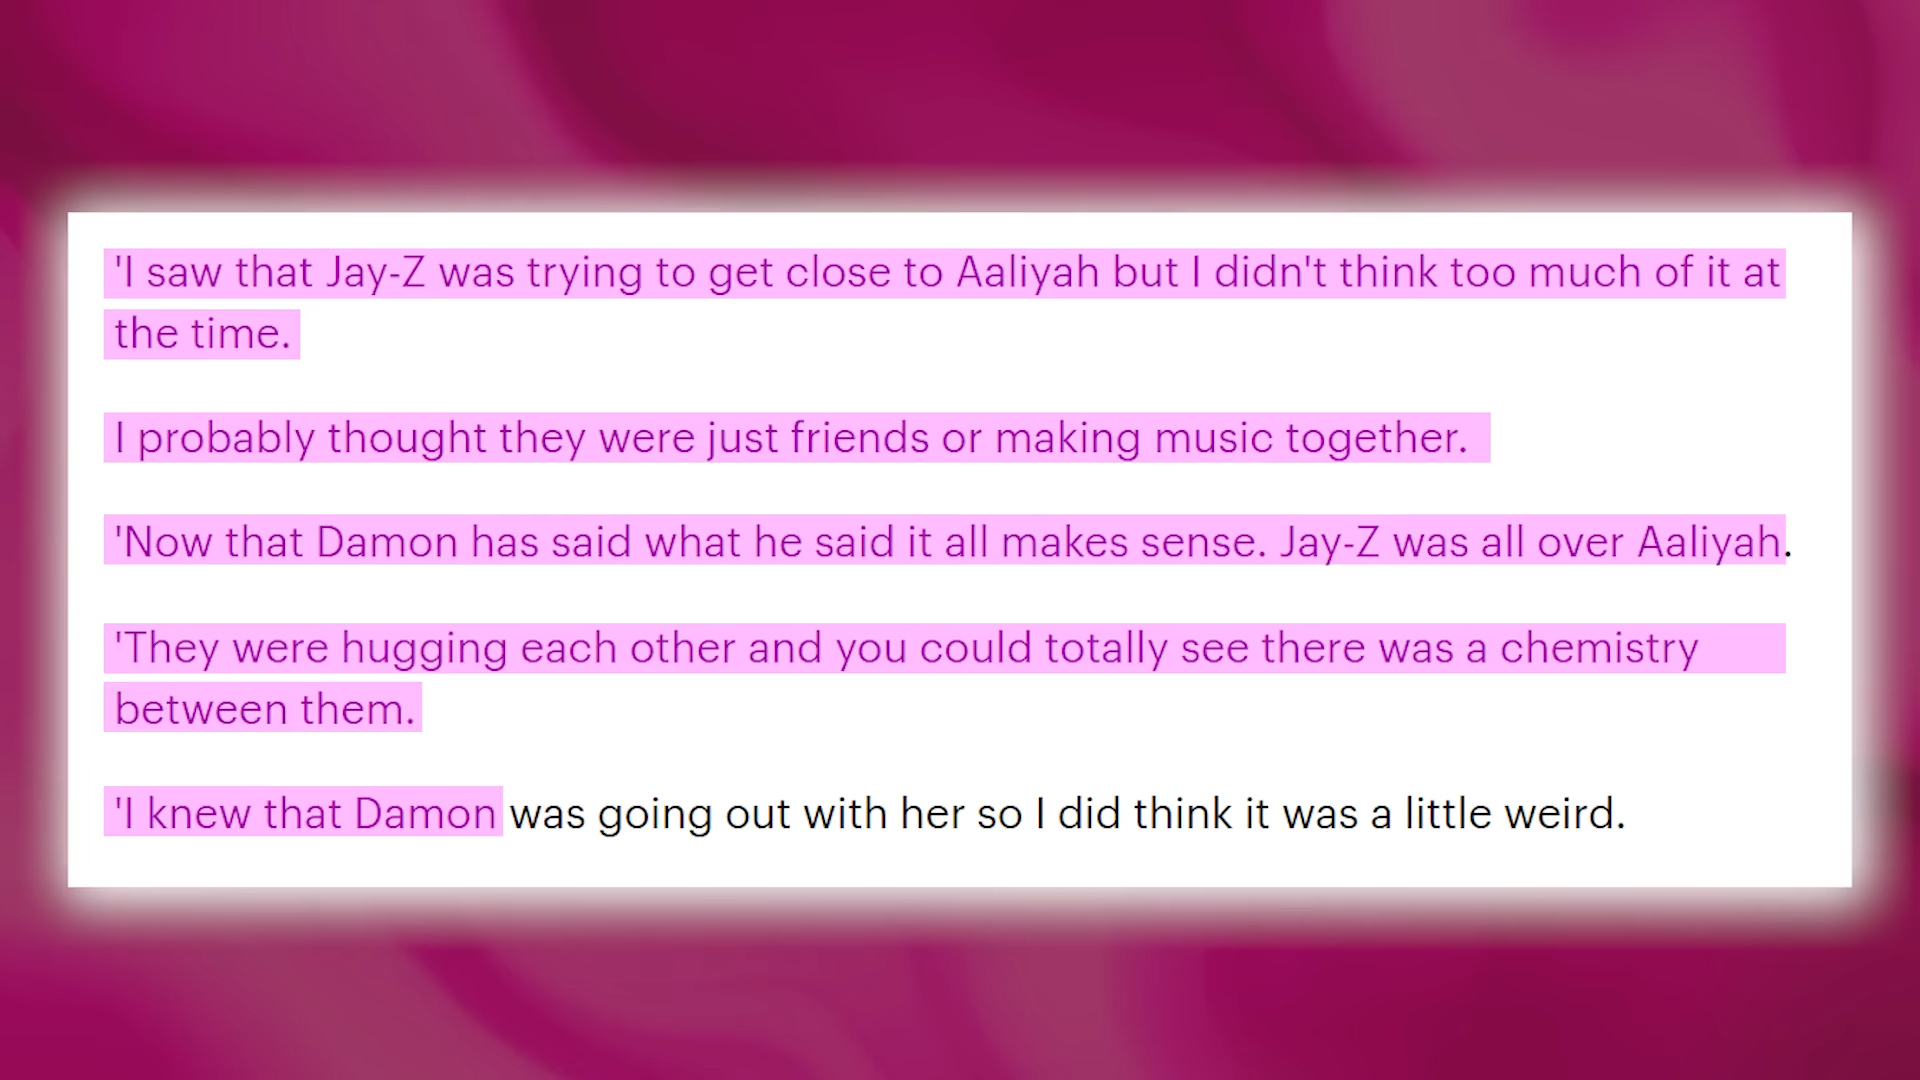 'I saw that Jay-Z was trying to get close to Aaliyah but I didn't think too much of it at
the time.
I probably thought they were just friends or making music together.
'Now that Damon has said what he said it all makes sense. Jay-Z was all over Aaliyah.
'They were hugging each other and you could totally see there was a chemistry
between them.
'I knew that Damon was going out with her so I did think it was a little weird.